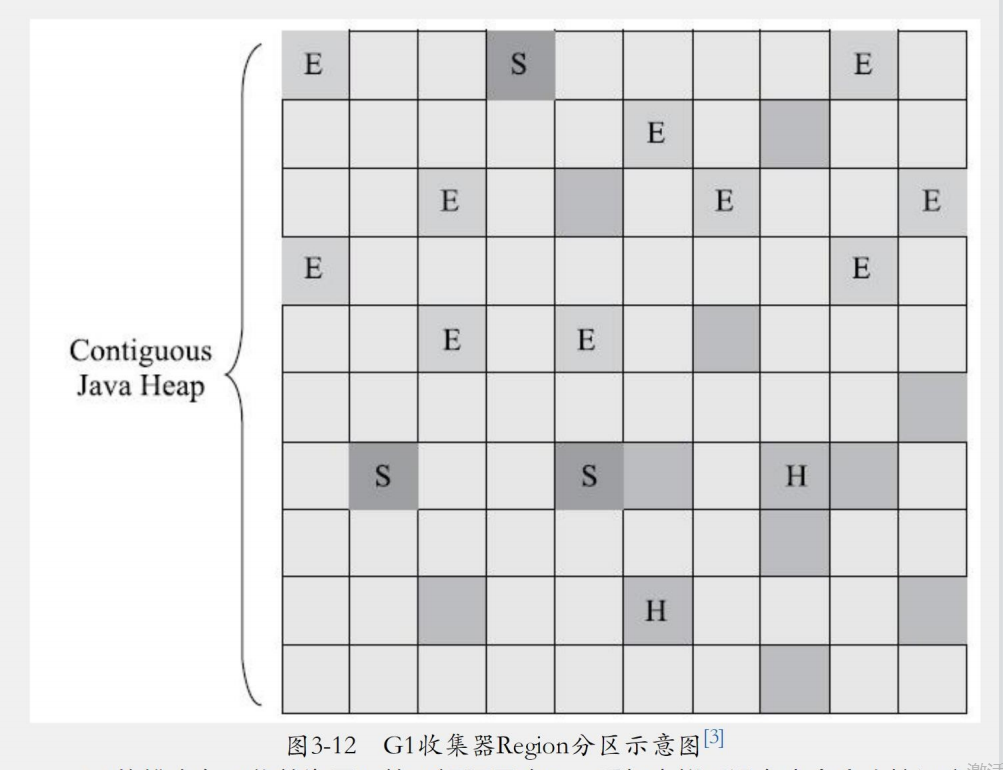 E S E
E
E E E
E E
E E
Contiguous
Java Heap
S S H
H
图3-12 G1收集器Region分区示意图[3]